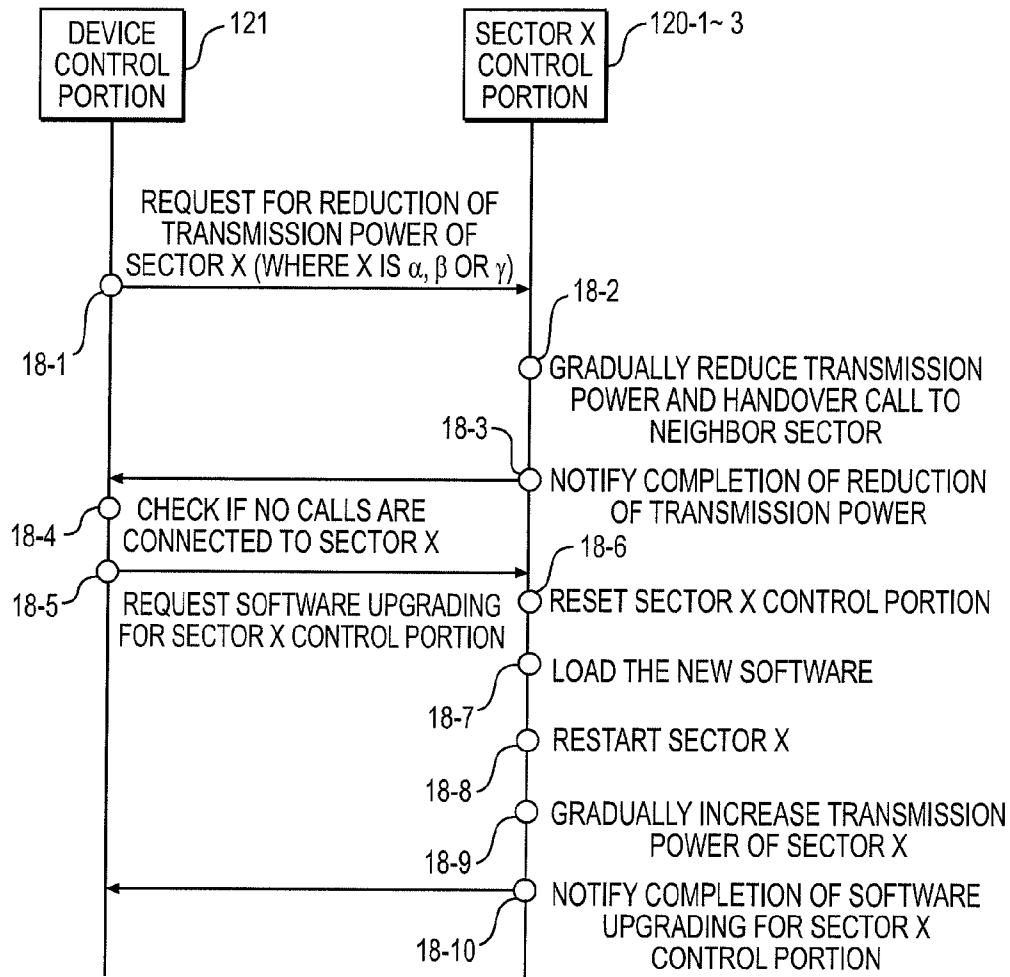 DEVICE
CONTROL
PORTION
121
SECTOR X
CONTROL
PORTION
120-1~ 3
REQUEST FOR REDUCTION OF
TRANSMISSION POWER OF
SECTOR X (WHERE X IS α, β OR γ)
18-1
18-2
GRADUALLY REDUCE TRANSMISSION
POWER AND HANDOVER CALL TO
NEIGHBOR SECTOR
18-3
NOTIFY COMPLETION OF REDUCTION
OF TRANSMISSION POWER
18-4
CHECK IF NO CALLS ARE
CONNECTED TO SECTOR X
18-5
REQUEST SOFTWARE UPGRADING
FOR SECTOR X CONTROL PORTION
18-6
RESET SECTOR X CONTROL PORTION
18-7
LOAD THE NEW SOFTWARE
18-8
RESTART SECTOR X
18-9
GRADUALLY INCREASE TRANSMISSION
POWER OF SECTOR X
18-10
NOTIFY COMPLETION OF SOFTWARE
UPGRADING FOR SECTOR X
CONTROL PORTION